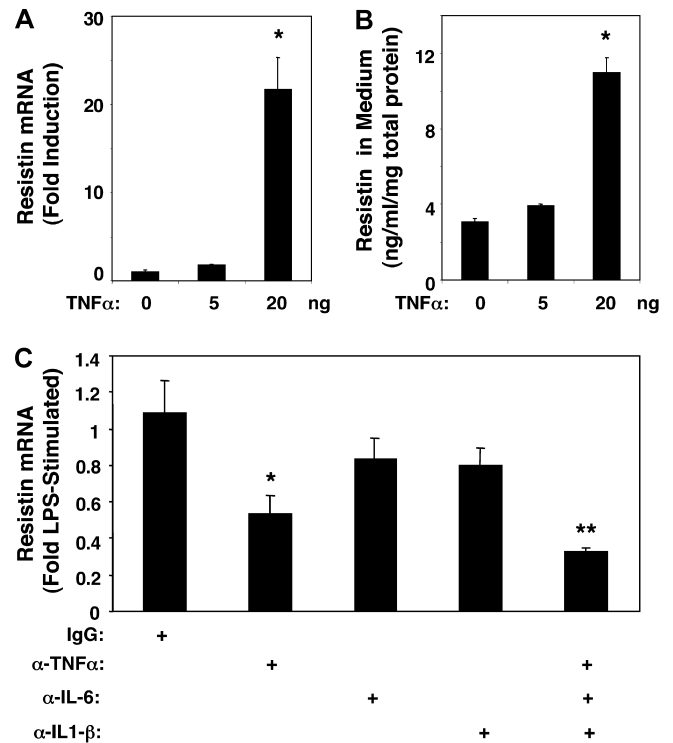 A
Resistin mRNA
(Fold Induction)
30
20
10
0
*
TNFα: 0 5 20 ng
B
Resistin in Medium
(ng/ml/mg total protein)
12
8
4
0
*
TNFα: 0 5 20 ng
C
Resistin mRNA
(Fold LPS-Stimulated)
1.4
1.2
1
0.8
0.6
0.4
0.2
0
*
**
IgG: +
α-TNFα: + +
α-IL-6: + +
α-IL1-β: + +